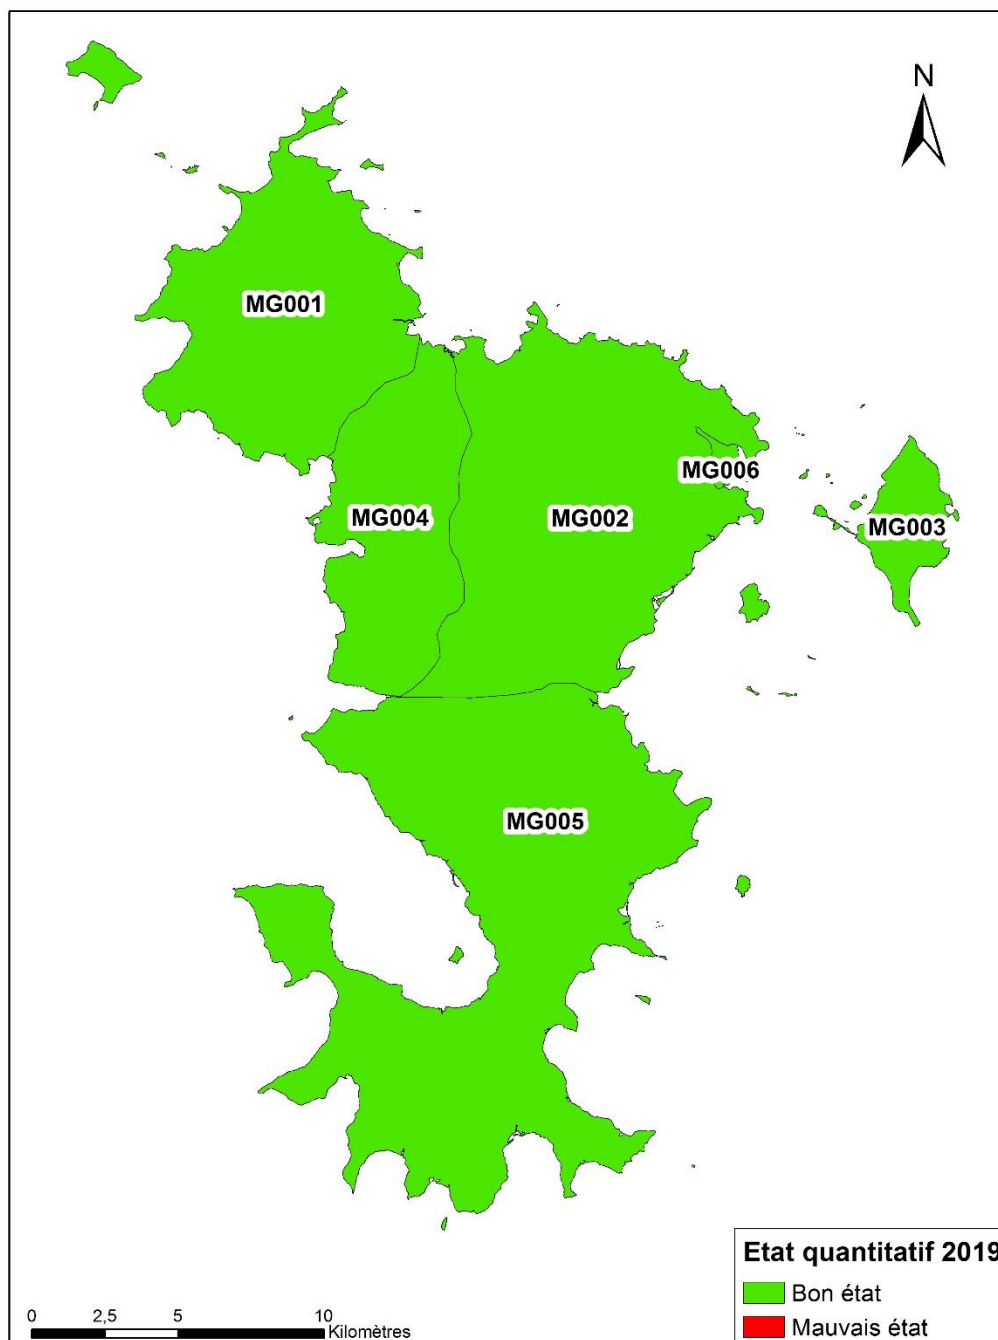 N
MG001
MG006
MG004
MG002
MG003
MG005
Etat quantitatif 2019
Bon état
Mauvais état
0 2,5 5 10
Kilomètres